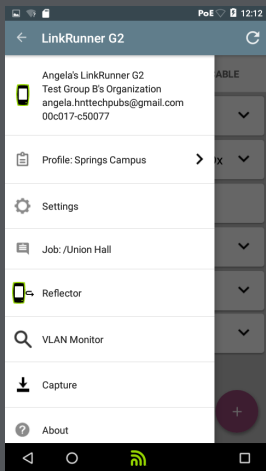 PoE 12:12
LinkRunner G2
ABLE
Angela's LinkRunner G2
Test Group B's Organization
angela.hnttechpubs@gmail.com
00c017-c50077
Profile: Springs Campus
0x
Settings
Job: /Union Hall
Reflector
VLAN Monitor
Capture
About